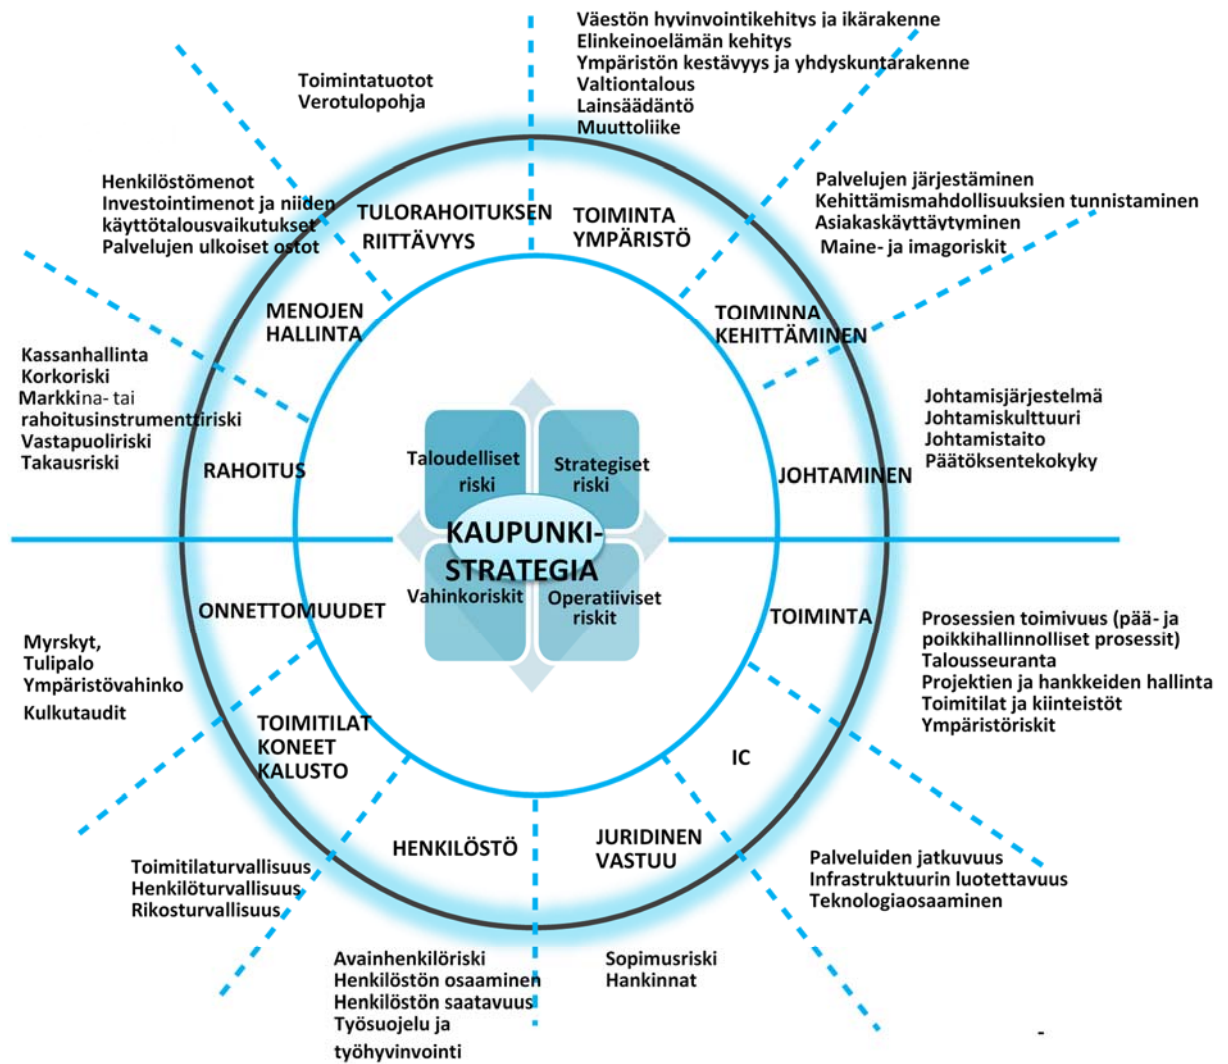 Väestön hyvinvointikehitys ja ikärakenne
Elinkeinoelämän kehitys
Ympäristön kestävyys ja yhdyskuntarakenne
Valtiontalous
Lainsäädäntö
Muuttoliike
Toimintatuotot
Verotulopohja
Henkilöstömenot
Investointimenot ja niiden
käyttötalousvaikutukset
Palvelujen ulkoiset ostot
Palvelujen järjestäminen
Kehittämismahdollisuuksien tunnistaminen
Asiakaskäyttäytyminen
Maine- ja imagoriskit
TULORAHOITUKSEN
RIITTÄVYYS
TOIMINTA
YMPÄRISTÖ
MENOJEN
HALLINTA
TOIMINNA
KEHITTÄMINEN
Kassanhallinta
Korkoriski
Markkina- tai
rahoitusinstrumenttiriski
Vastapuoliriski
Takausriski
Johtamisjärjestelmä
Johtamiskulttuuri
Johtamistaito
Päätöksentekokyky
RAHOITUS
JOHTAMINEN
Taloudelliset
riski
Strategiset
riski
KAUPUNKI-
STRATEGIA
Vahinkoriskit
Operatiiviset
riskit
ONNETTOMUUDET
TOIMINTA
Myrskyt,
Tulipalo
Ympäristövahinko
Kulkutaudit
Prosessien toimivuus (pää- ja
poikkihallinnolliset prosessit)
Talousseuranta
Projektien ja hankkeiden hallinta
Toimitilat ja kiinteistöt
Ympäristöriskit
TOIMITILAT
KONEET
KALUSTO
IC
HENKILÖSTÖ
JURIDINEN
VASTUU
Toimitilaturvallisuus
Henkilöturvallisuus
Rikosturvallisuus
Palveluiden jatkuvuus
Infrastruktuurin luotettavuus
Teknologiaosaaminen
Avainhenkilöriski
Henkilöstön osaaminen
Henkilöstön saatavuus
Työsuojelu ja
työhyvinvointi
Sopimusriski
Hankinnat
-